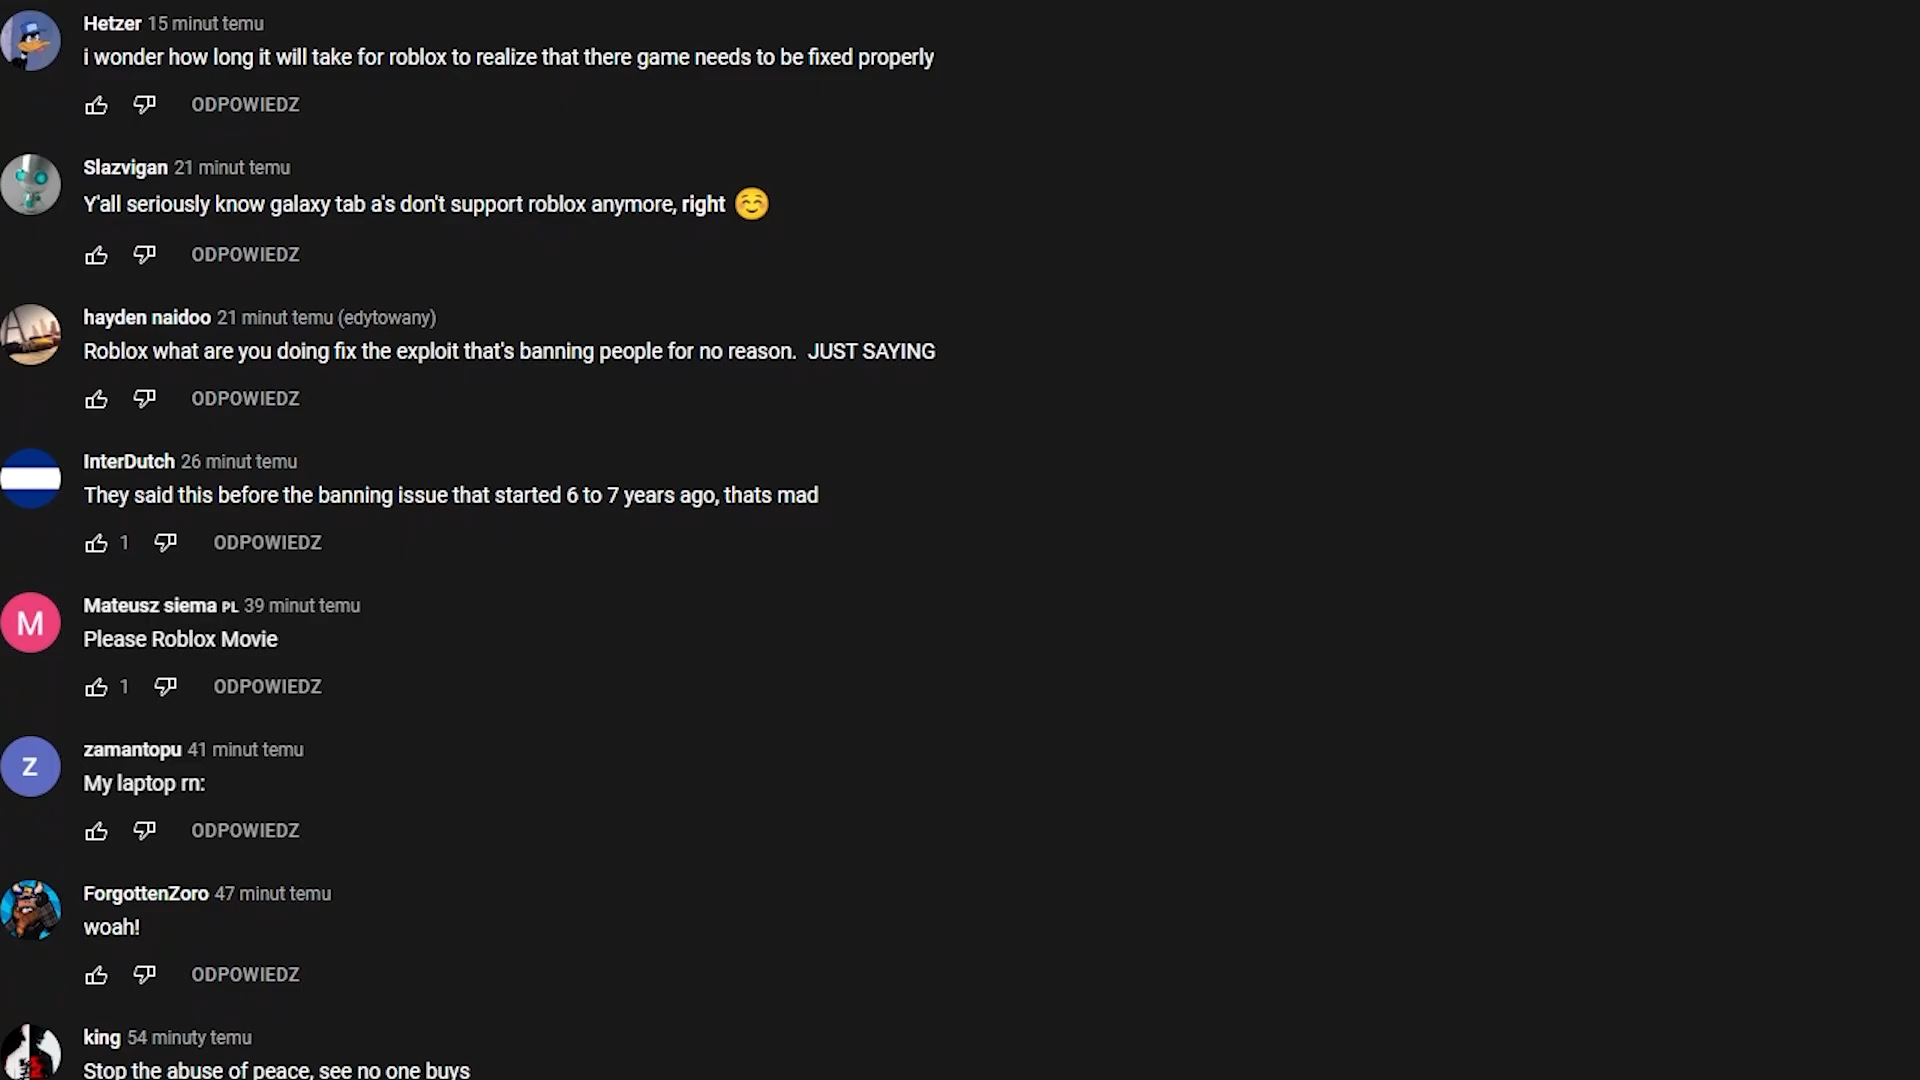 Hetzer 15 minut temu
i wonder how long it will take for roblox to realize that there game needs to be fixed properly
ODPOWIEDZ
Slazvigan 21 minut temu
Y'all seriously know galaxy tab a's don't support roblox anymore, right ☺️
ODPOWIEDZ
hayden naidoo 21 minut temu (edytowany)
Roblox what are you doing fix the exploit that's banning people for no reason. JUST SAYING
ODPOWIEDZ
InterDutch 26 minut temu
They said this before the banning issue that started 6 to 7 years ago, thats mad
1 ODPOWIEDZ
M
Mateusz siema PL 39 minut temu
Please Roblox Movie
1 ODPOWIEDZ
Z
zamantopu 41 minut temu
My laptop rn:
ODPOWIEDZ
ForgottenZoro 47 minut temu
woah!
ODPOWIEDZ
king 54 minuty temu
Stop the abuse of peace, see no one buys